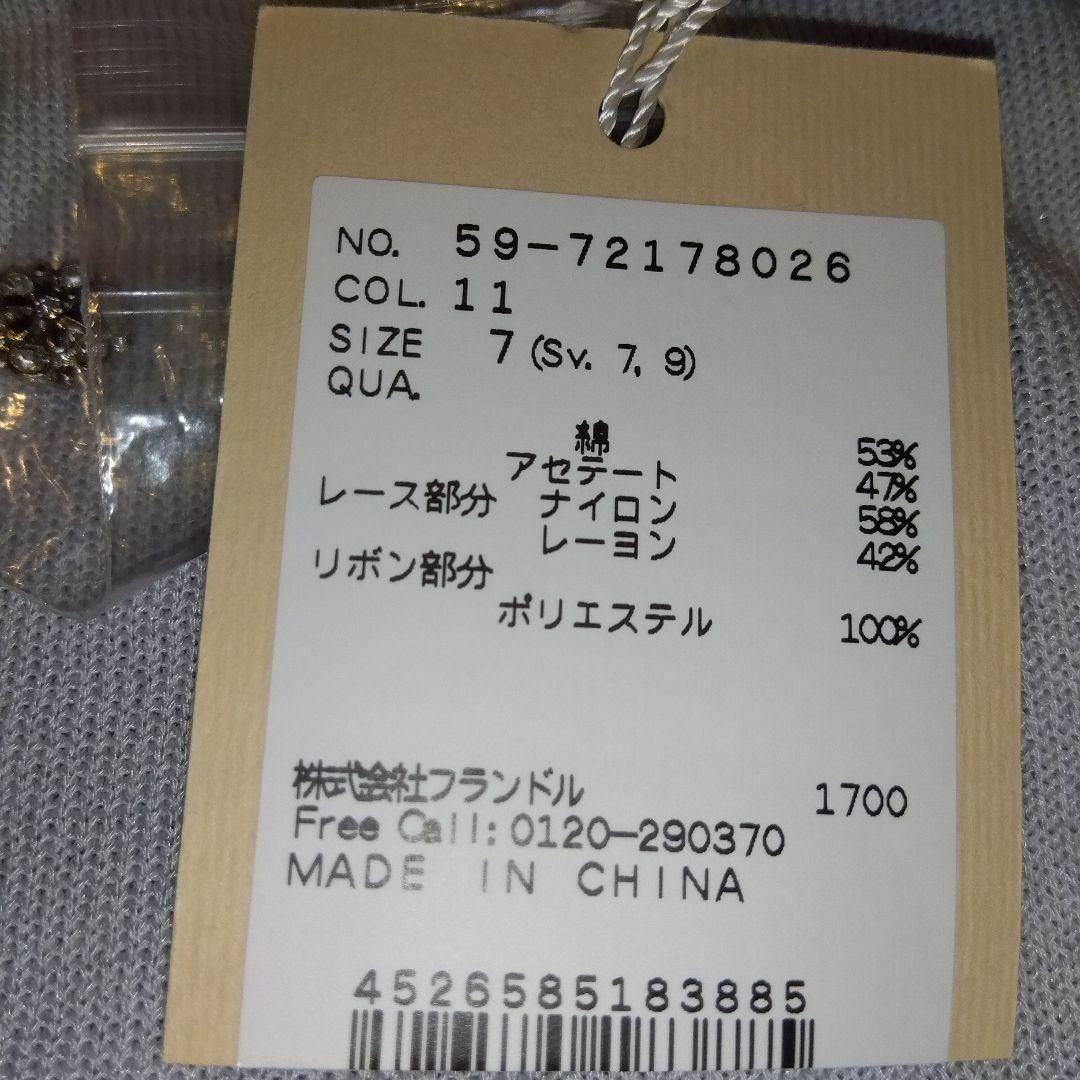 NO. 59-72178026
COL. 11
SIZE 7 (Sv. 7, 9)
QUA.
綿 53%
アセテート 47%
レース部分 ナイロン 58%
レーヨン 42%
リボン部分
ポリエステル 100%
株式会社フランドル 1700
Free Call: 0120-290370
MADE IN CHINA
4526585183885